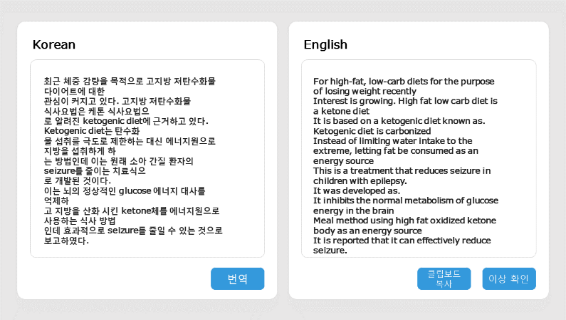 Korean
최근 체중 감량을 목적으로 고지방 저탄수화물
다이어트에 대한
관심이 커지고 있다. 고지방 저탄수화물
식사요법은 케톤 식사요법으
로 알려진 ketogenic diet에 근거하고 있다.
Ketogenic diet는 탄수화
물 섭취를 극도로 제한하는 대신 에너지원으로
지방을 섭취하게 하
는 방법인데 이는 원래 소아 간질 환자의
seizure를 줄이는 치료식으
로 개발된 것이다.
이는 뇌의 정상적인 glucose 에너지 대사를
억제하
고 지방을 산화 시킨 ketone체를 에너지원으로
사용하는 식사 방법
인데 효과적으로 seizure를 줄일 수 있는 것으로
보고하였다.
번역
English
For high-fat, low-carb diets for the purpose
of losing weight recently
Interest is growing. High fat low carb diet is
a ketone diet
It is based on a ketogenic diet known as.
Ketogenic diet is carbonized
Instead of limiting water intake to the
extreme, letting fat be consumed as an
energy source
This is a treatment that reduces seizure in
children with epilepsy.
It was developed as.
It inhibits the normal metabolism of glucose
energy in the brain
Meal method using high fat oxidized ketone
body as an energy source
It is reported that it can effectively reduce
seizure.
클립보드
복사
이상 확인